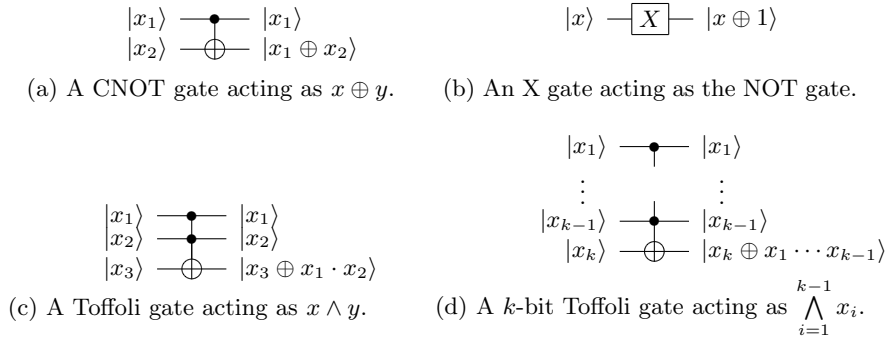 |x₁⟩ |x₁⟩
|x₂⟩ |x₁ ⊕ x₂⟩
(a) A CNOT gate acting as x ⊕ y.
|x⟩ X |x ⊕ 1⟩
(b) An X gate acting as the NOT gate.
|x₁⟩ |x₁⟩
|x₂⟩ |x₂⟩
|x₃⟩ |x₃ ⊕ x₁ · x₂⟩
(c) A Toffoli gate acting as x ∧ y.
|x₁⟩ |x₁⟩
⋮ ⋮
|xₖ₋₁⟩ |xₖ₋₁⟩
|xₖ⟩ |xₖ ⊕ x₁ ⋯ xₖ₋₁⟩
(d) A k-bit Toffoli gate acting as ⋀ᵢ₌₁ᵏ⁻¹ xᵢ.